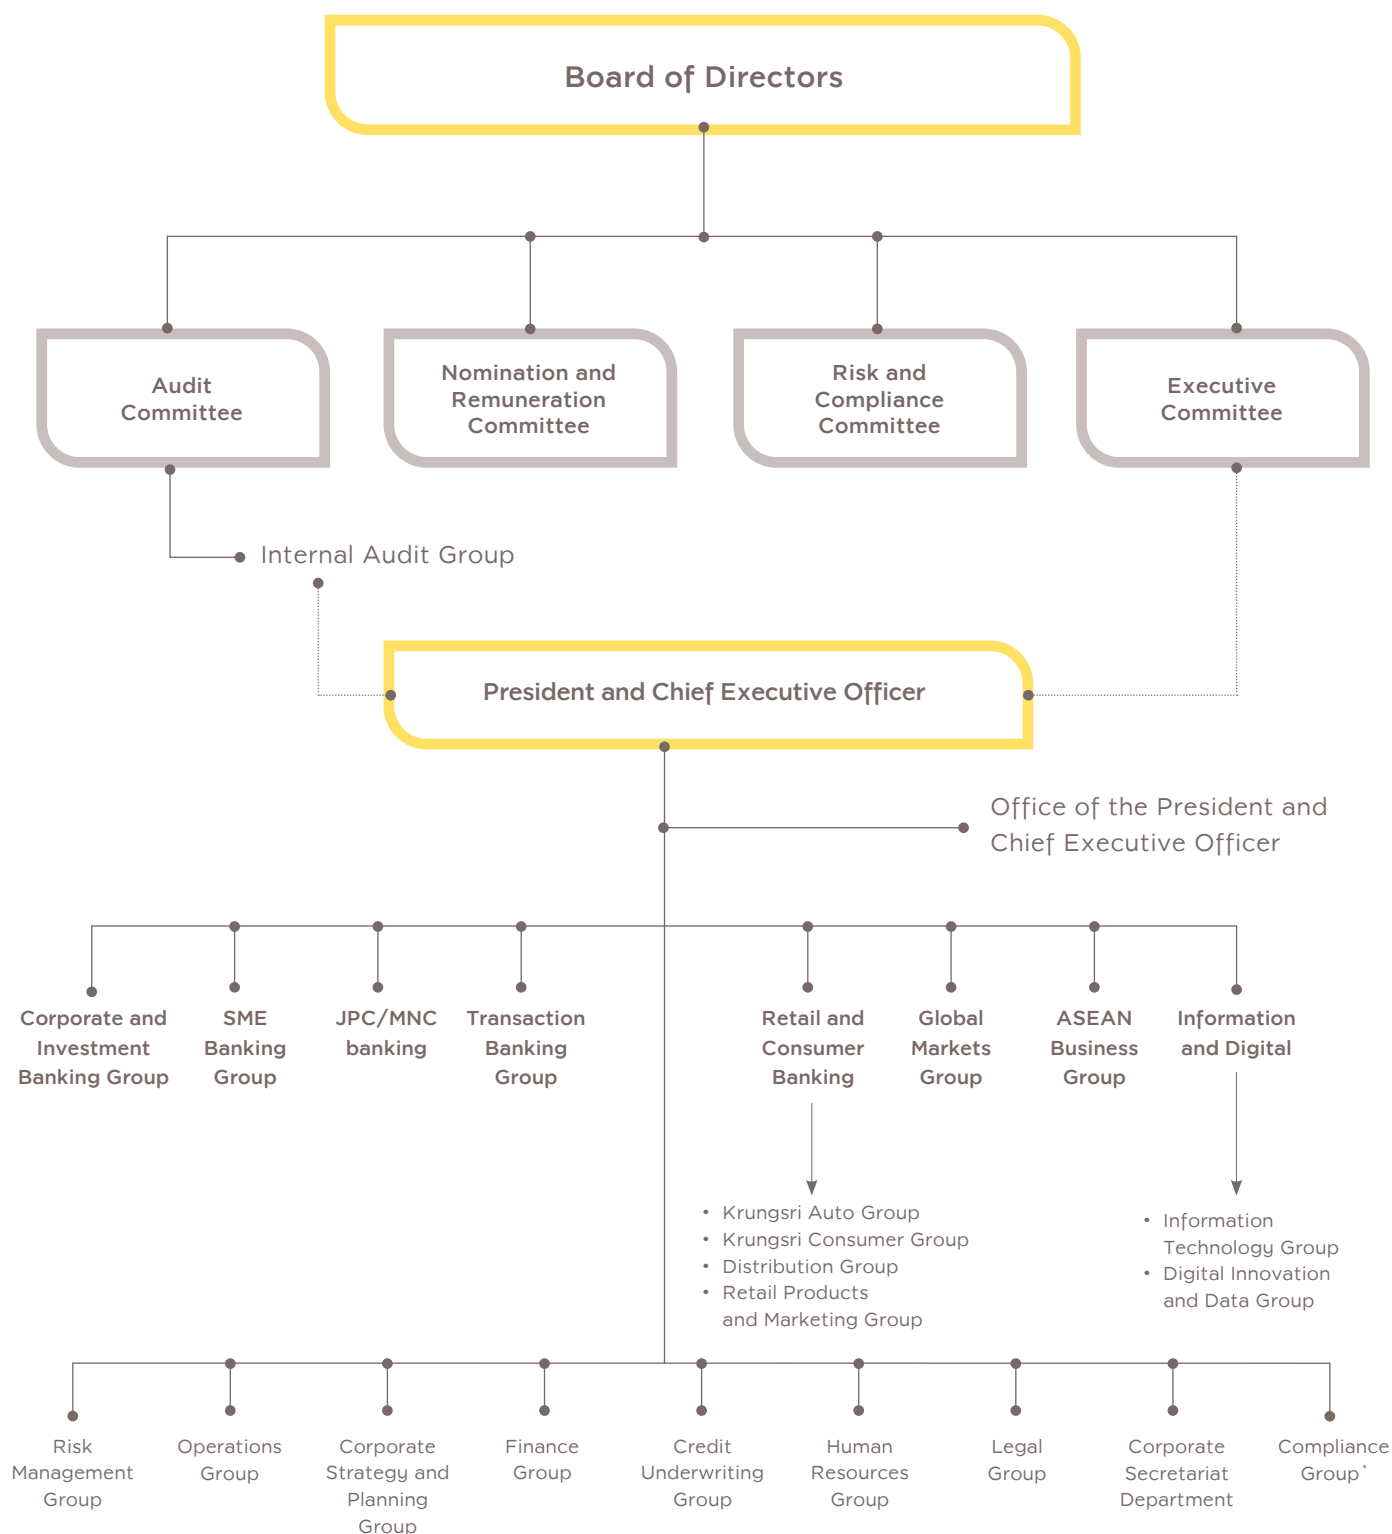 Board of Directors
Audit
Committee
Nomination and
Remuneration
Committee
Risk and
Compliance
Committee
Executive
Committee
Internal Audit Group
President and Chief Executive Officer
Office of the President and
Chief Executive Officer
Corporate and
Investment
Banking Group
SME
Banking
Group
JPC/MNC
banking
Transaction
Banking
Group
Retail and
Consumer
Banking
Global
Markets
Group
ASEAN
Business
Group
Information
and Digital
• Krungsri Auto Group
• Krungsri Consumer Group
• Distribution Group
• Retail Products
and Marketing Group
• Information
Technology Group
• Digital Innovation
and Data Group
Risk
Management
Group
Operations
Group
Corporate
Strategy and
Planning
Group
Finance
Group
Credit
Underwriting
Group
Human
Resources
Group
Legal
Group
Corporate
Secretariat
Department
Compliance
Group*